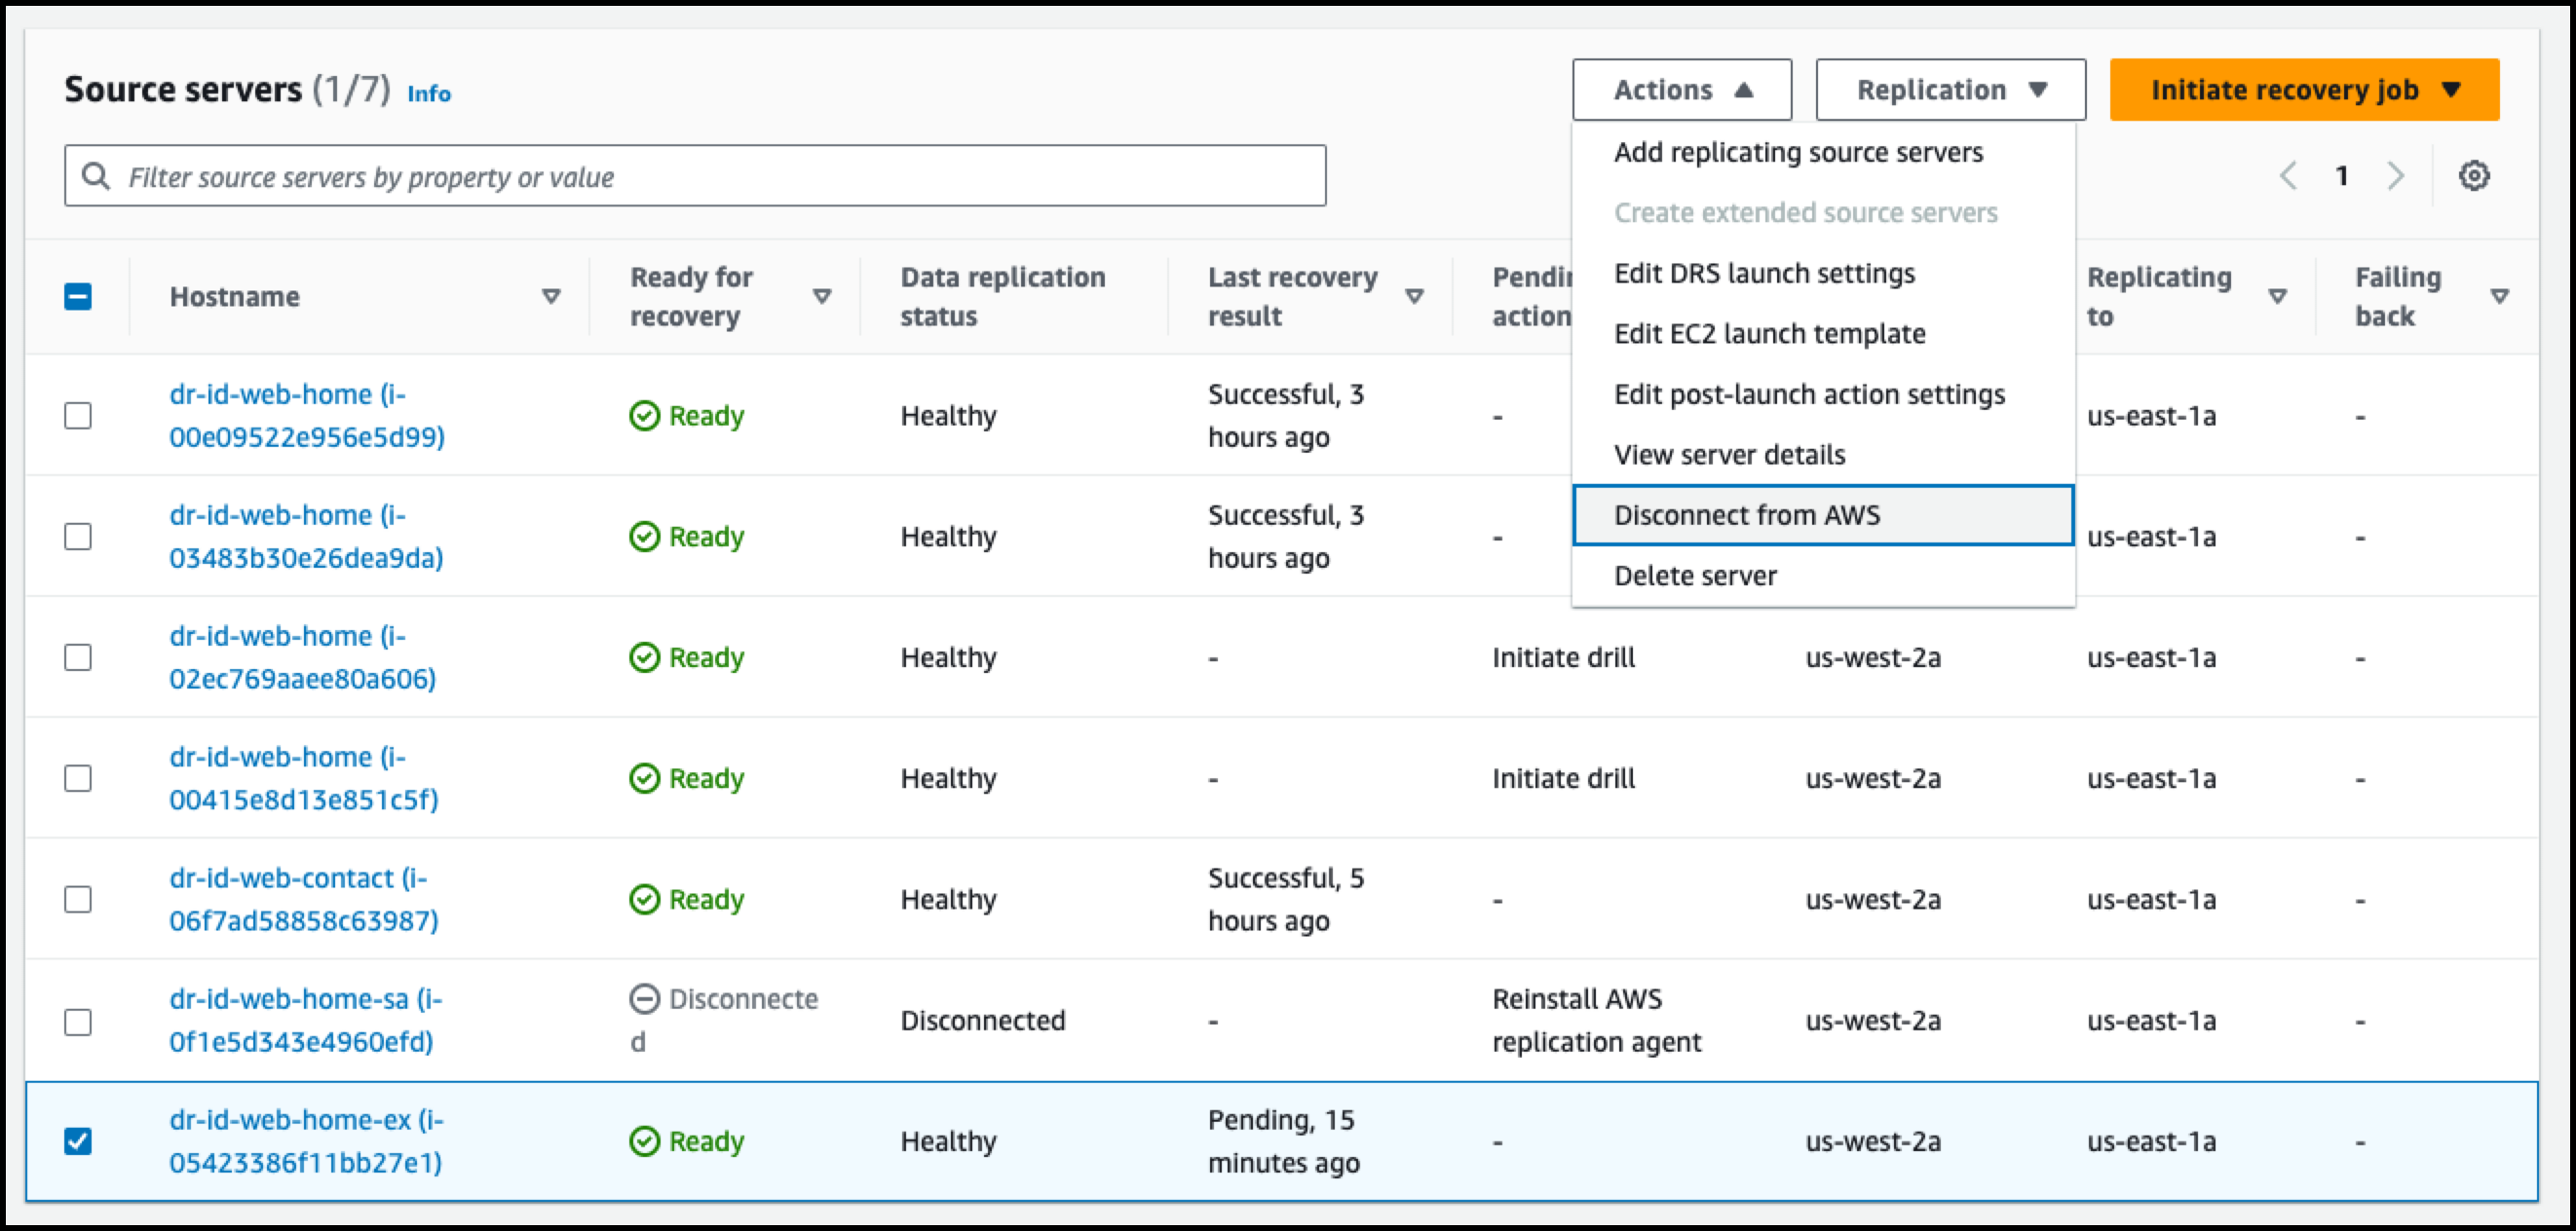 Source servers (1/7) Info
Actions ▲
Replication ▼
Initiate recovery job ▼
Filter source servers by property or value
1
Add replicating source servers
Create extended source servers
Edit DRS launch settings
Edit EC2 launch template
Edit post-launch action settings
View server details
Disconnect from AWS
Delete server
Hostname
Ready for
recovery
Data replication
status
Last recovery
result
action
Replicating
to
Failing
back
dr-id-web-home (i-
00e09522e956e5d99)
Ready
Healthy
Successful, 3
hours ago
-
us-east-1a
-
dr-id-web-home (i-
03483b30e26dea9da)
Ready
Healthy
Successful, 3
hours ago
-
us-east-1a
-
dr-id-web-home (i-
02ec769aaee80a606)
Ready
Healthy
-
Initiate drill
us-west-2a
us-east-1a
-
dr-id-web-home (i-
00415e8d13e851c5f)
Ready
Healthy
-
Initiate drill
us-west-2a
us-east-1a
-
dr-id-web-contact (i-
06f7ad58858c63987)
Ready
Healthy
Successful, 5
hours ago
-
us-west-2a
us-east-1a
-
dr-id-web-home-sa (i-
0f1e5d343e4960efd)
Disconnecte
d
Disconnected
-
Reinstall AWS
replication agent
us-west-2a
us-east-1a
-
dr-id-web-home-ex (i-
05423386f11bb27e1)
Ready
Healthy
Pending, 15
minutes ago
-
us-west-2a
us-east-1a
-